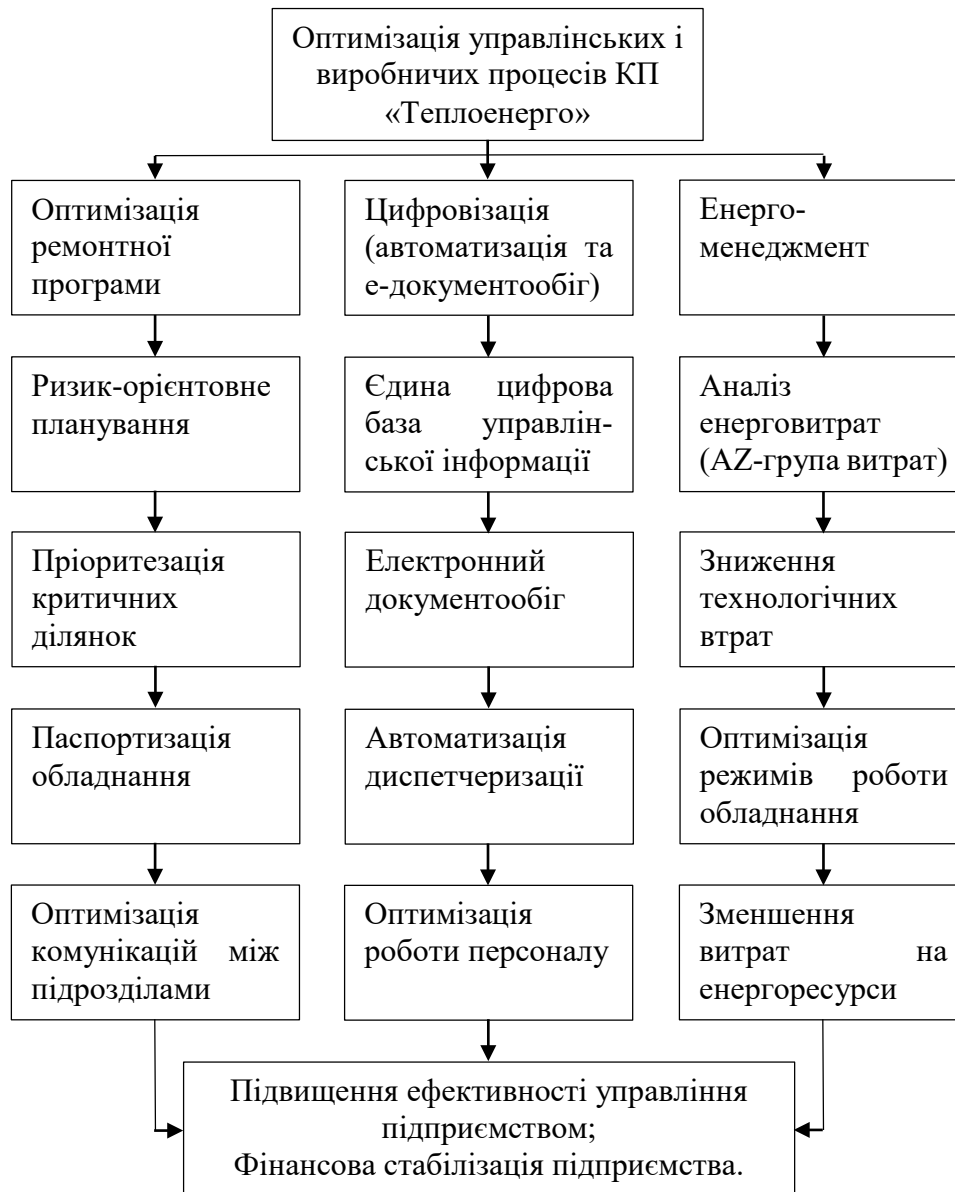 Оптимізація управлінських і
виробничих процесів КП
«Теплоенерго»
Оптимізація
ремонтної
програми
Цифровізація
(автоматизація та
е-документообіг)
Енерго-
менеджмент
Ризик-орієнтовне
планування
Єдина цифрова
база управлін-
ської інформації
Аналіз
енерговитрат
(AZ-група витрат)
Пріоритезація
критичних
ділянок
Електронний
документообіг
Зниження
технологічних
втрат
Паспортизація
обладнання
Автоматизація
диспетчеризації
Оптимізація
режимів роботи
обладнання
Оптимізація
комунікацій між
підрозділами
Оптимізація
роботи персоналу
Зменшення
витрат на
енергоресурси
Підвищення ефективності управління
підприємством;
Фінансова стабілізація підприємства.